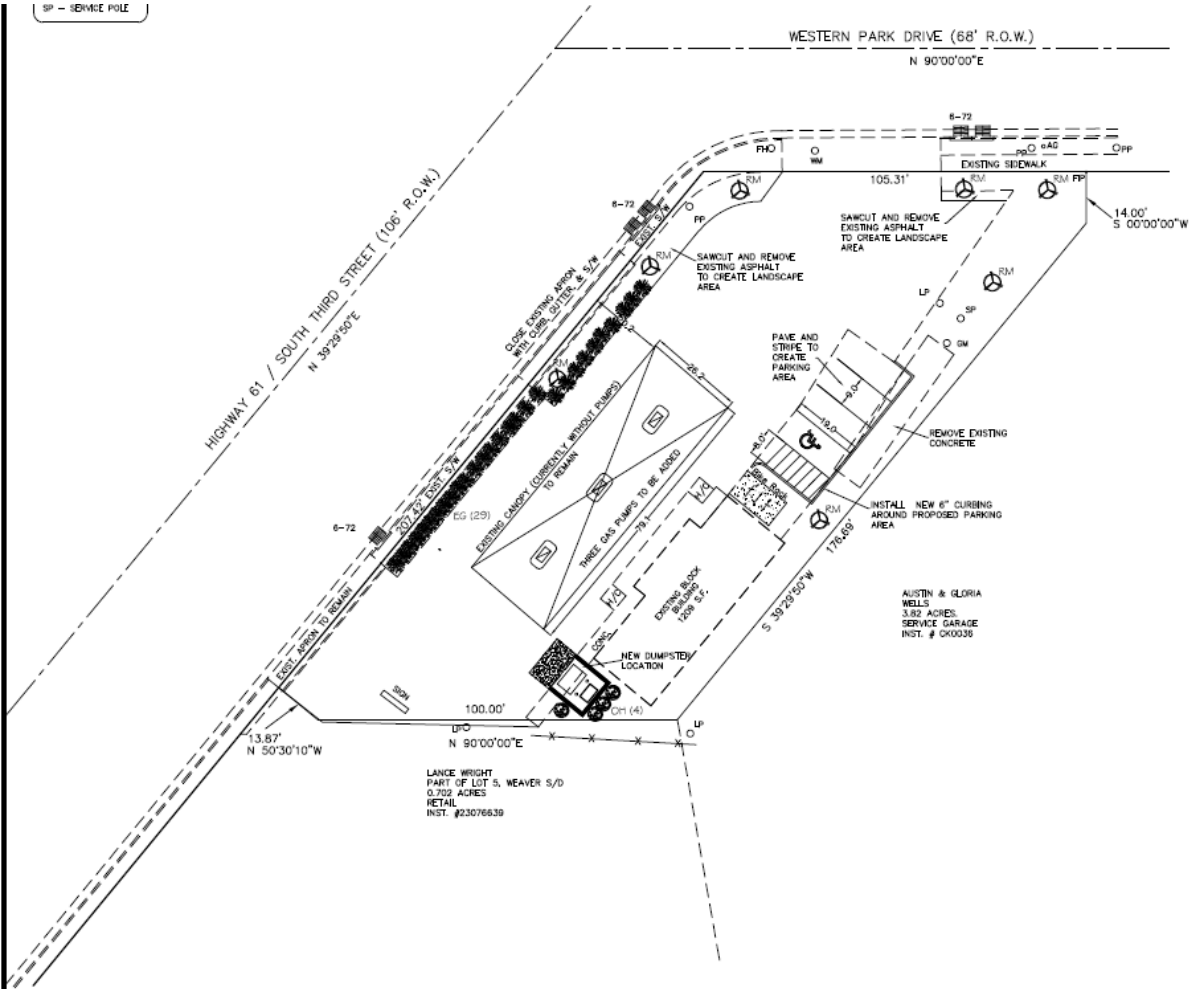 SP – SERVICE POLE
WESTERN PARK DRIVE (68' R.O.W.)
N 90°00'00"E
HIGHWAY 61 / SOUTH THIRD STREET (106' R.O.W.)
N 39°29'50"E
6-72
6-72
6-72
FH
WM
PP
AG
PP
EXISTING SIDEWALK
105.31'
RM
RM
RM
FIP
14.00'
S 00°00'00"W
PP
EXIST. S/W
SAWCUT AND REMOVE
EXISTING ASPHALT
TO CREATE LANDSCAPE
AREA
SAWCUT AND REMOVE
EXISTING ASPHALT
TO CREATE LANDSCAPE
AREA
RM
RM
CLOSE EXISTING APRON
WITH CURB, GUTTER, & S/W
LP
SP
GM
PAVE AND
STRIPE TO
CREATE
PARKING
AREA
26.2
9.0
19.0
8.0'
REMOVE EXISTING
CONCRETE
RM
EXISTING CANOPY (CURRENTLY WITHOUT PUMPS)
TO REMAIN
THREE GAS PUMPS TO BE ADDED
79.1
H/C
H/C
INSTALL NEW 6" CURBING
AROUND PROPOSED PARKING
AREA
RM
6-72
207.42' EXIST. S/W
EG (29)
176.69'
S 39°29'50"W
EXISTING BLOCK
BUILDING
1209 S.F.
CONC.
AUSTIN & GLORIA
WELLS
3.82 ACRES.
SERVICE GARAGE
INST. # CK0036
EXIST. APRON TO REMAIN
NEW DUMPSTER
LOCATION
SIGN
OH (4)
100.00'
LP
LP
N 90°00'00"E
13.87'
N 50°30'10"W
LANCE WRIGHT
PART OF LOT 5, WEAVER S/D
0.702 ACRES
RETAIL
INST. #23076639